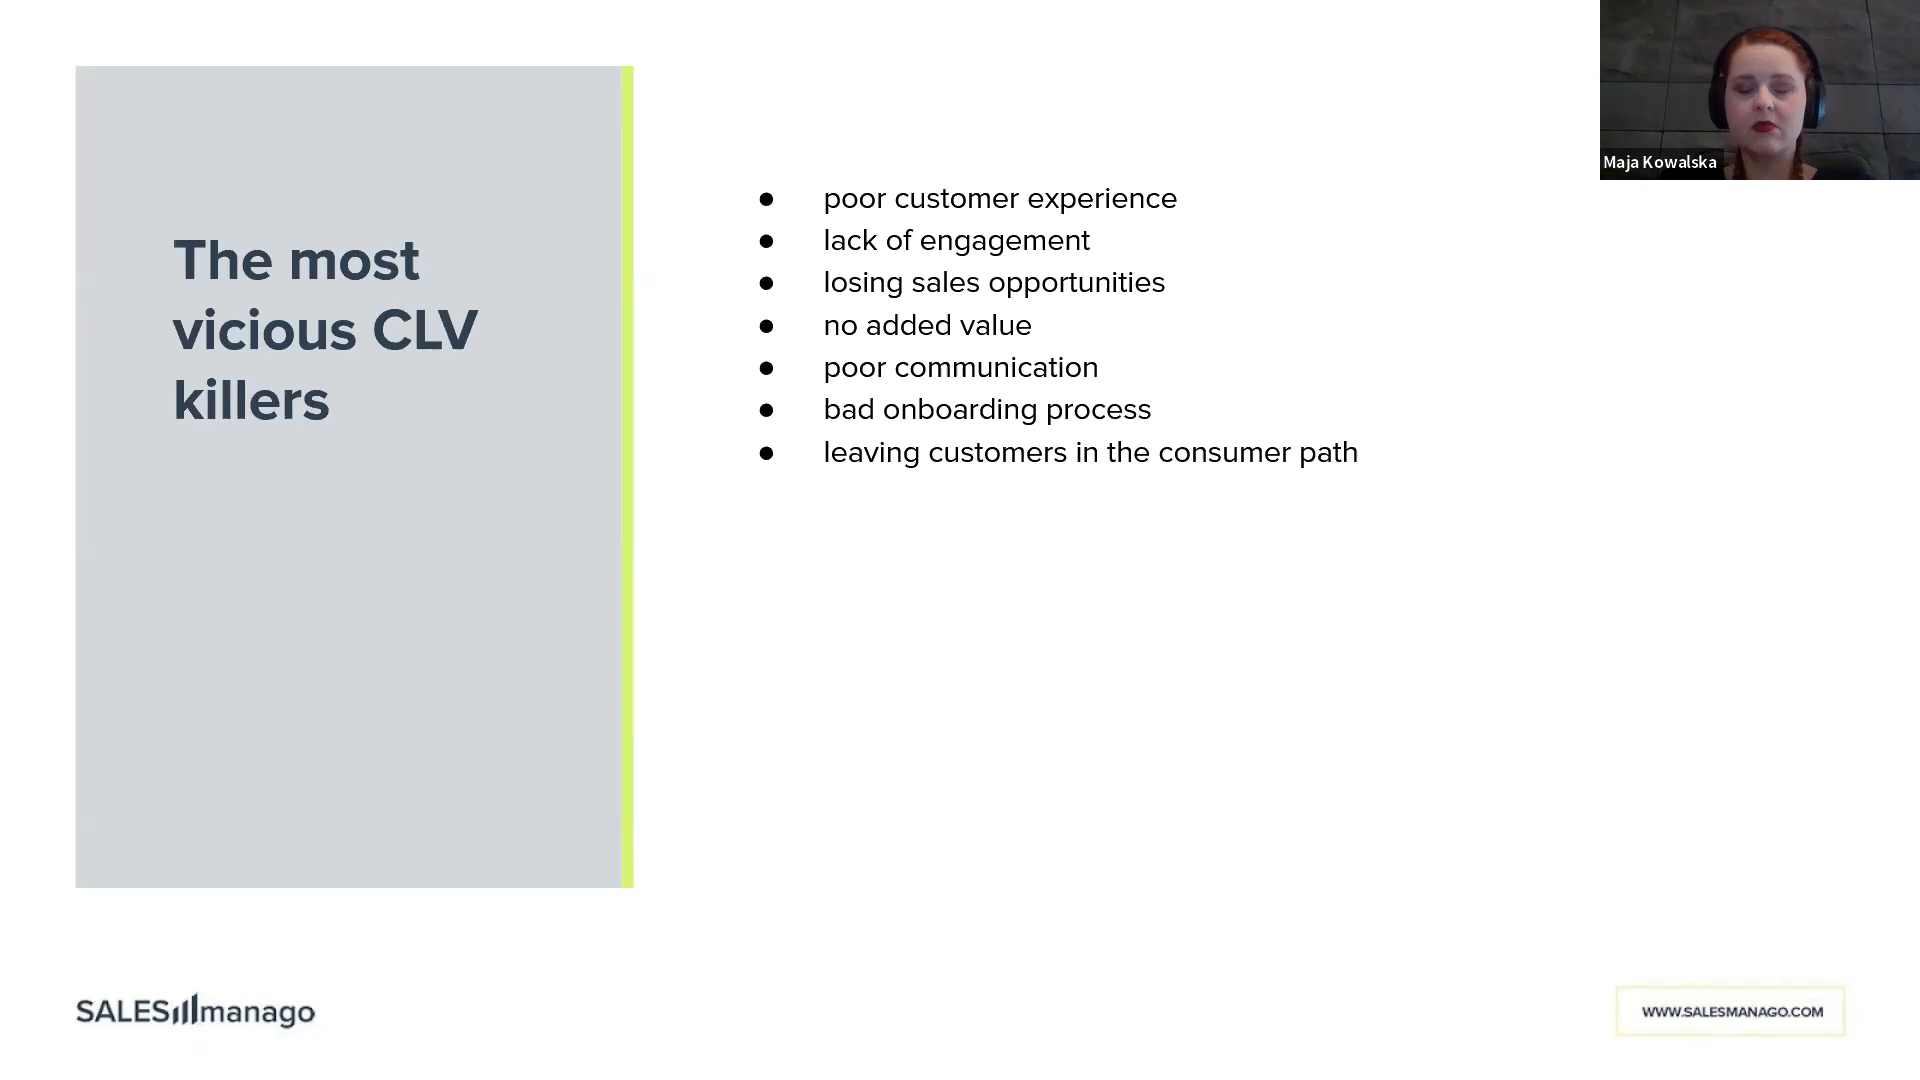 The most
vicious CLV
killers
● poor customer experience
● lack of engagement
● losing sales opportunities
● no added value
● poor communication
● bad onboarding process
● leaving customers in the consumer path
Maja Kowalska
SALESmanago
WWW.SALESMANAGO.COM